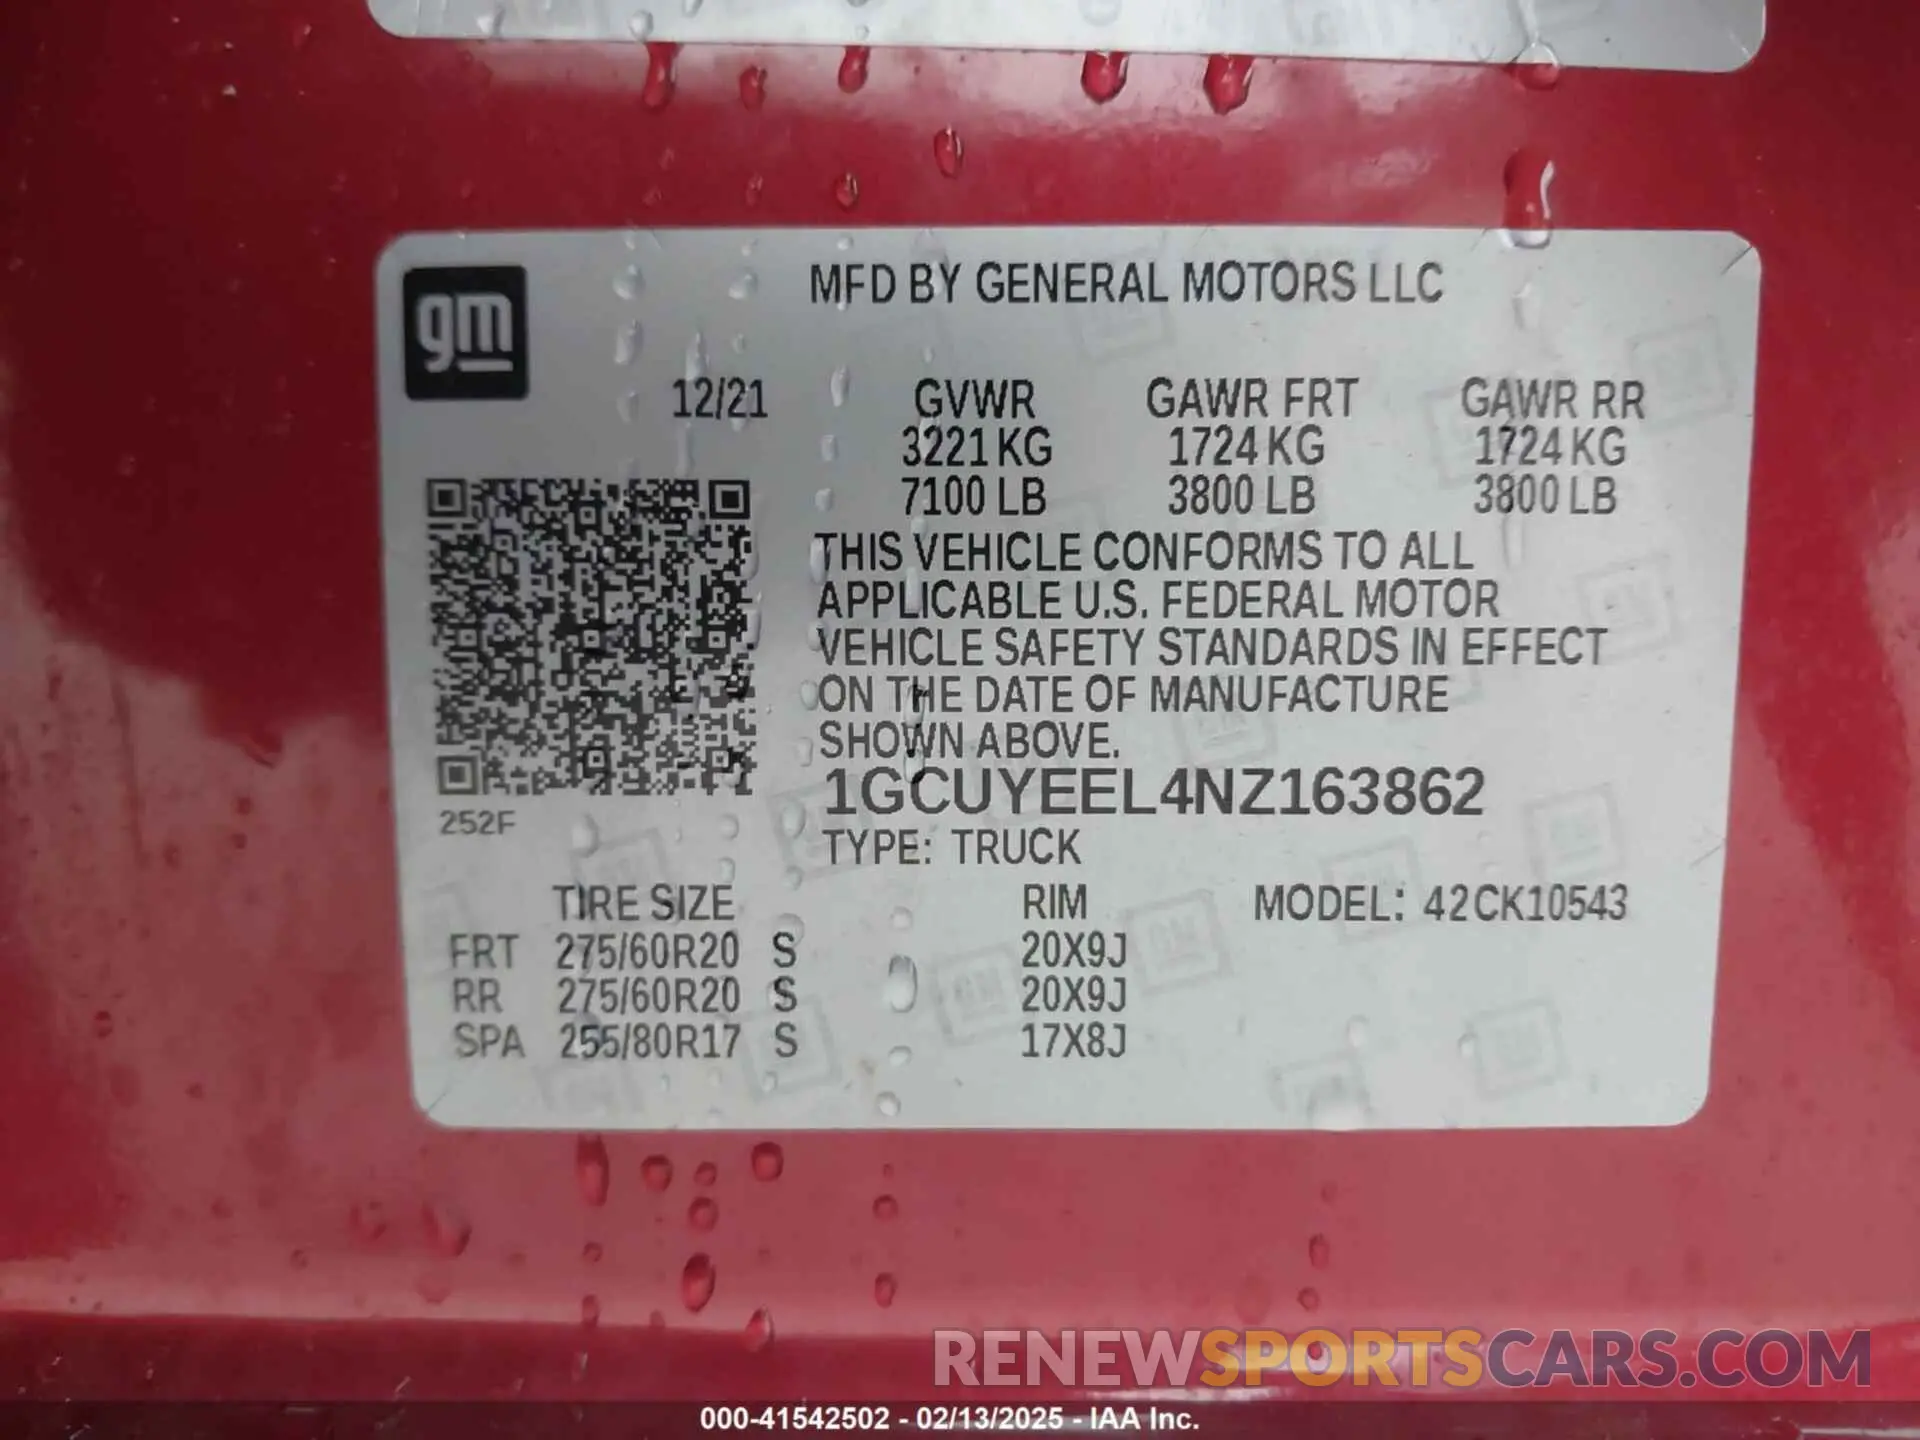 MFD BY GENERAL MOTORS LLC
gm
12/21 GVWR GAWR FRT GAWR RR
3221 KG 1724 KG 1724 KG
7100 LB 3800 LB 3800 LB
THIS VEHICLE CONFORMS TO ALL
APPLICABLE U.S. FEDERAL MOTOR
VEHICLE SAFETY STANDARDS IN EFFECT
ON THE DATE OF MANUFACTURE
SHOWN ABOVE.
1GCUYEEL4NZ163862
252F
TYPE: TRUCK
TIRE SIZE RIM MODEL: 42CK10543
FRT 275/60R20 S 20X9J
RR 275/60R20 S 20X9J
SPA 255/80R17 S 17X8J
RENEWSPORTSCARS.COM
000-41542502 - 02/13/2025 - IAA Inc.